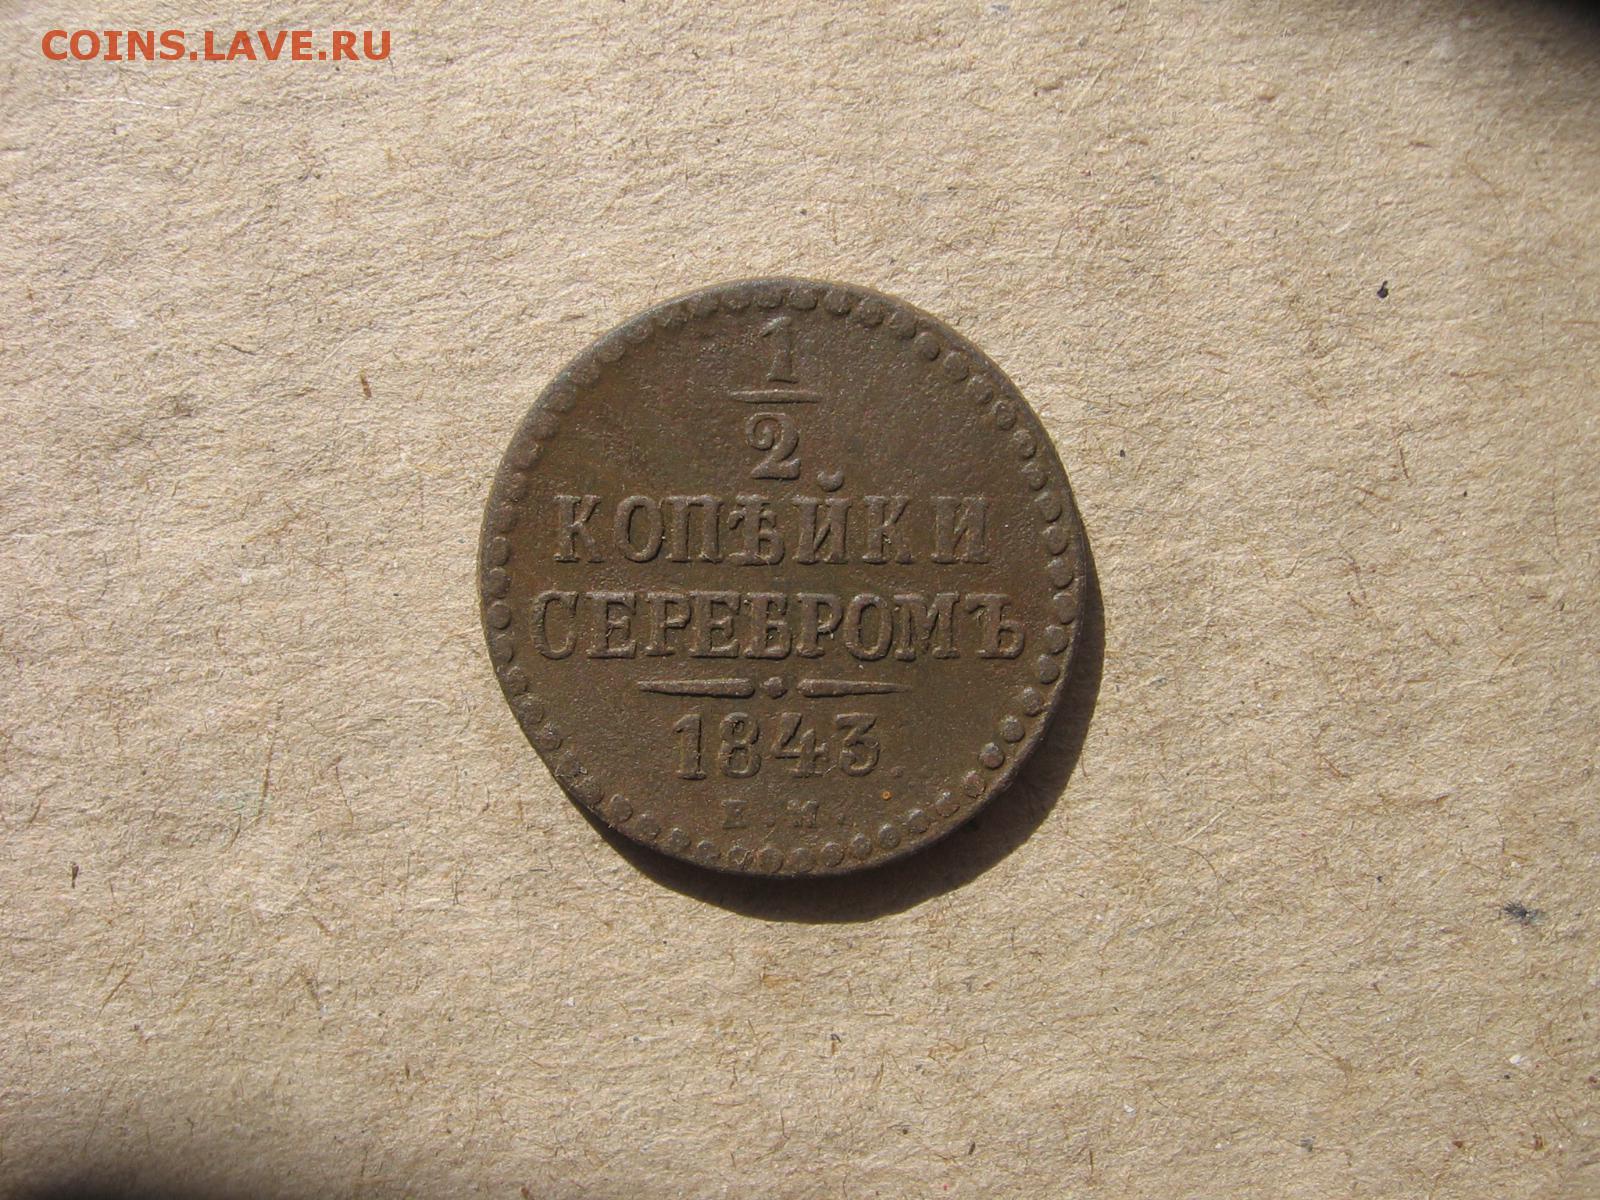 COINS.LAVE.RU
1
2
КОПѢЙКИ
СЕРЕБРОМЪ
1843
Е.М.